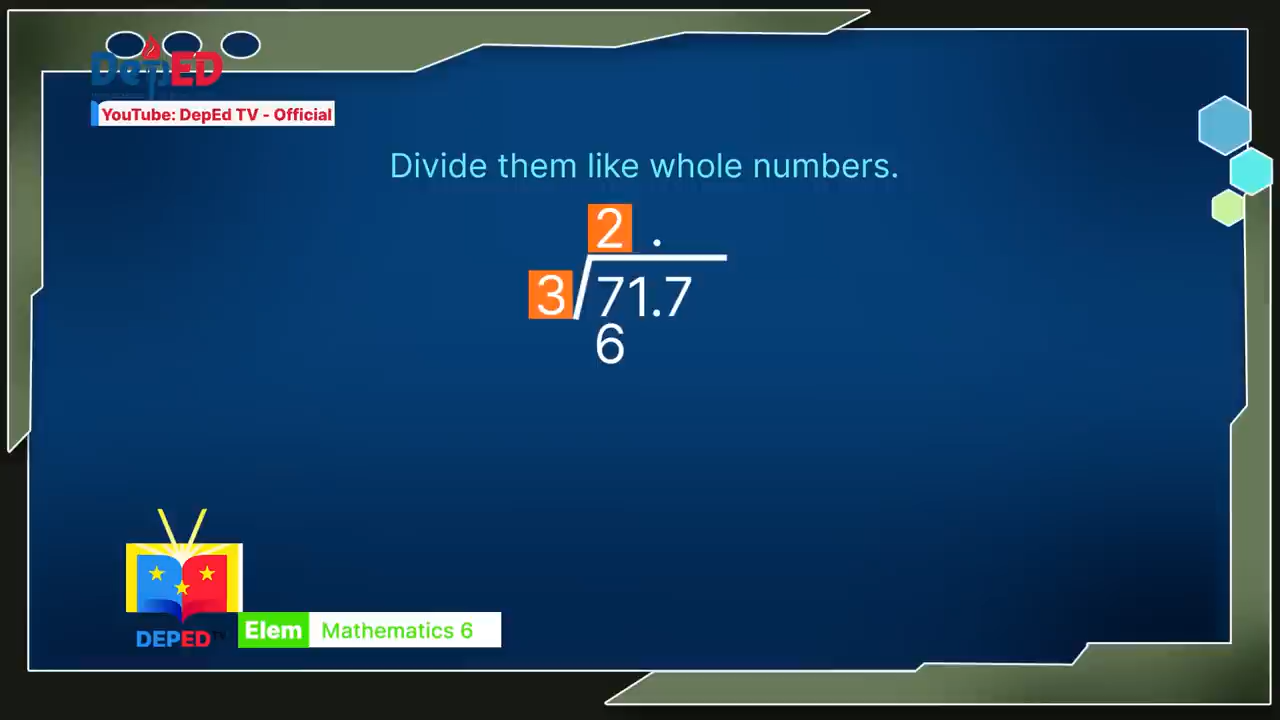 DepED
YouTube: DepEd TV - Official
Divide them like whole numbers.
2 .
3 71.7
6
DEPED TV
Elem Mathematics 6